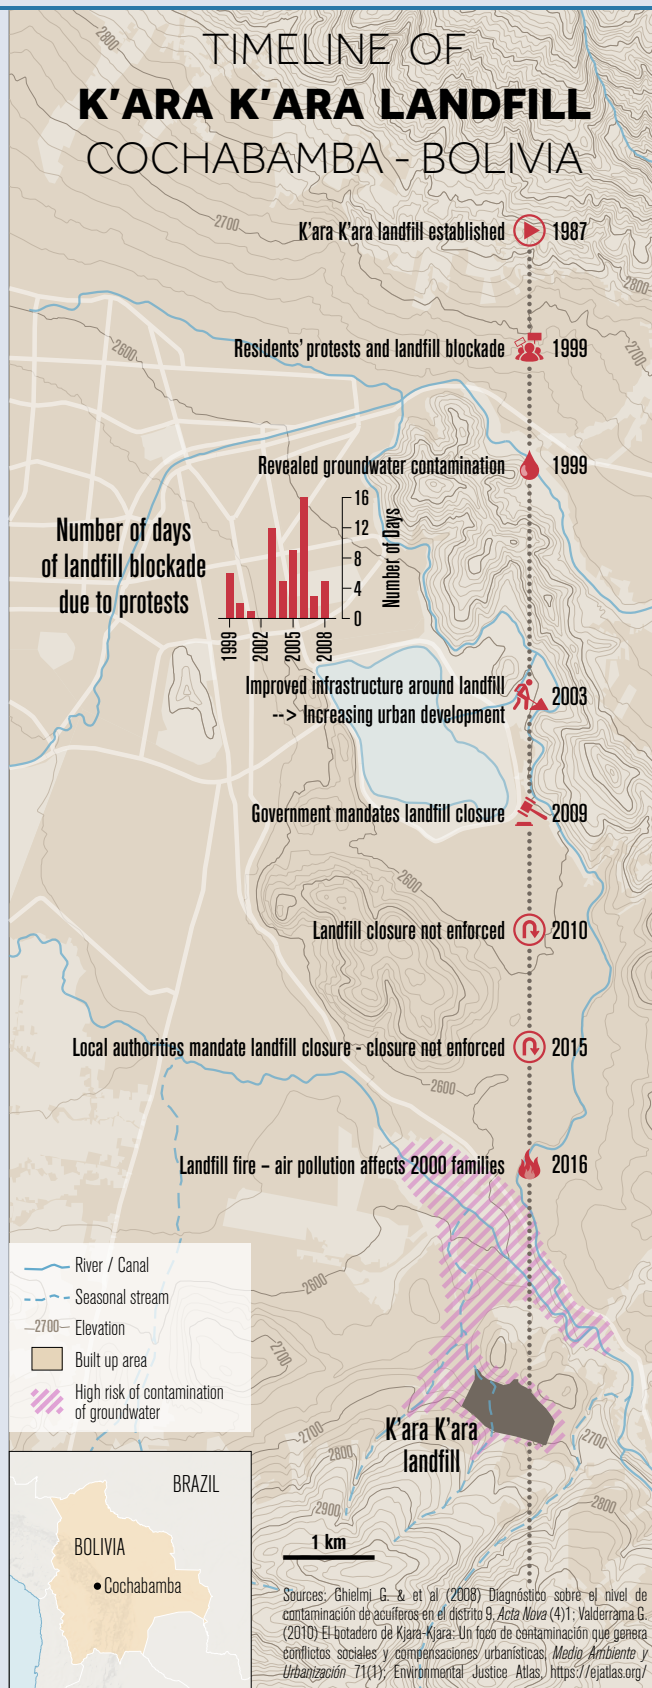 TIMELINE OF
K'ARA K'ARA LANDFILL
COCHABAMBA - BOLIVIA
2800
2700
K'ara K'ara landfill established 1987
2800
2600
Residents' protests and landfill blockade 1999
2700
Revealed groundwater contamination 1999
Number of days
of landfill blockade
due to protests
16
12
8
4
0
Number of Days
1999
2002
2005
2008
Improved infrastructure around landfill
--> Increasing urban development
2003
Government mandates landfill closure 2009
2600
Landfill closure not enforced 2010
Local authorities mandate landfill closure - closure not enforced 2015
2600
Landfill fire – air pollution affects 2000 families 2016
River / Canal
Seasonal stream
2700 Elevation
Built up area
High risk of contamination
of groundwater
2600
2700
K'ara K'ara
landfill
2700
2800
2700
2900
2800
BRAZIL
BOLIVIA
Cochabamba
1 km
Sources: Ghielmi G. & et al (2008) Diagnóstico sobre el nivel de
contaminación de acuíferos en el distrito 9, Acta Nova (4)1; Valderrama G.
(2010) El botadero de Kjara-Kjara: Un foco de contaminación que genera
conflictos sociales y compensaciones urbanísticas, Medio Ambiente y
Urbanización 71(1); Environmental Justice Atlas, https://ejatlas.org/